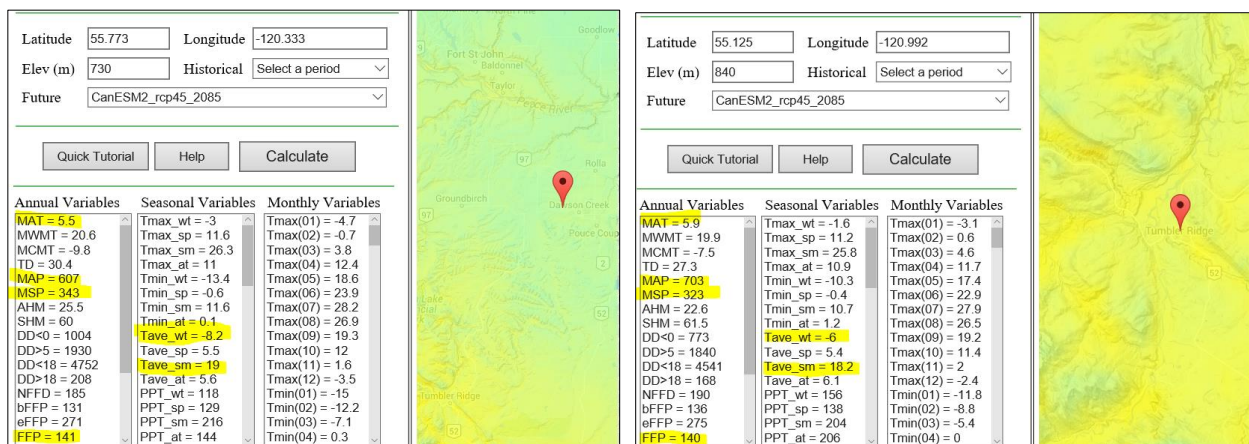 Latitude 55.773 Longitude -120.333
Elev (m) 730 Historical Select a period
Future CanESM2_rcp45_2085
Quick Tutorial Help Calculate
Annual Variables Seasonal Variables Monthly Variables
MAT = 5.5 Tmax_wt = -3 Tmax(01) = -4.7
MWMT = 20.6 Tmax_sp = 11.6 Tmax(02) = -0.7
MCMT = -9.8 Tmax_sm = 26.3 Tmax(03) = 3.8
TD = 30.4 Tmax_at = 11 Tmax(04) = 12.4
MAP = 607 Tmin_wt = -13.4 Tmax(05) = 18.6
MSP = 343 Tmin_sp = -0.6 Tmax(06) = 23.9
AHM = 25.5 Tmin_sm = 11.6 Tmax(07) = 28.2
SHM = 60 Tmin_at = 0.1 Tmax(08) = 26.9
DD<0 = 1004 Tave_wt = -8.2 Tmax(09) = 19.3
DD>5 = 1930 Tave_sp = 5.5 Tmax(10) = 12
DD<18 = 4752 Tave_sm = 19 Tmax(11) = 1.6
DD>18 = 208 Tave_at = 5.6 Tmax(12) = -3.5
NFFD = 185 PPT_wt = 118 Tmin(01) = -15
bFFP = 131 PPT_sp = 129 Tmin(02) = -12.2
eFFP = 271 PPT_sm = 216 Tmin(03) = -7.1
FFP = 141 PPT_at = 144 Tmin(04) = 0.3
Goodlow
Fort St John
Baldonnel
Taylor
Peace River
97
Rolla
Groundbirch
97
Dawson Creek
Pouce Coup
2
Lake
cial
52
Tumbler Ridge
52
Latitude 55.125 Longitude -120.992
Elev (m) 840 Historical Select a period
Future CanESM2_rcp45_2085
Quick Tutorial Help Calculate
Annual Variables Seasonal Variables Monthly Variables
MAT = 5.9 Tmax_wt = -1.6 Tmax(01) = -3.1
MWMT = 19.9 Tmax_sp = 11.2 Tmax(02) = 0.6
MCMT = -7.5 Tmax_sm = 25.8 Tmax(03) = 4.6
TD = 27.3 Tmax_at = 10.9 Tmax(04) = 11.7
MAP = 703 Tmin_wt = -10.3 Tmax(05) = 17.4
MSP = 323 Tmin_sp = -0.4 Tmax(06) = 22.9
AHM = 22.6 Tmin_sm = 10.7 Tmax(07) = 27.9
SHM = 61.5 Tmin_at = 1.2 Tmax(08) = 26.5
DD<0 = 773 Tave_wt = -6 Tmax(09) = 19.2
DD>5 = 1840 Tave_sp = 5.4 Tmax(10) = 11.4
DD<18 = 4541 Tave_sm = 18.2 Tmax(11) = 2
DD>18 = 168 Tave_at = 6.1 Tmax(12) = -2.4
NFFD = 190 PPT_wt = 156 Tmin(01) = -11.8
bFFP = 136 PPT_sp = 138 Tmin(02) = -8.8
eFFP = 275 PPT_sm = 204 Tmin(03) = -5.4
FFP = 140 PPT_at = 206 Tmin(04) = 0
Tumbler Ridge
52